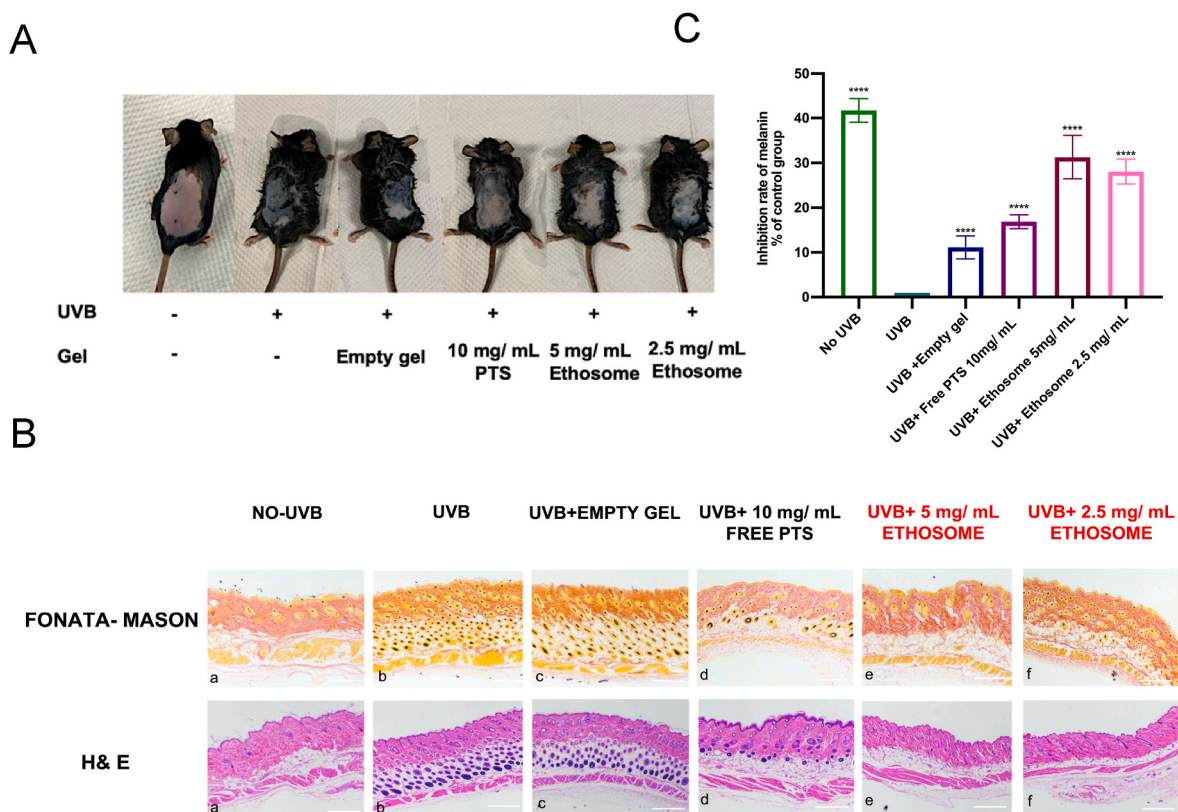 A
UVB - + + + + +
Gel - - Empty gel 10 mg/ mL 5 mg/ mL 2.5 mg/ mL
PTS Ethosome Ethosome
C
Inhibition rate of melanin
% of control group
50
40
30
20
10
0
**** **** **** **** ****
No UVB
UVB
UVB +Empty gel
UVB+ Free PTS 10mg/ mL
UVB+ Ethosome 5mg/ mL
UVB+ Ethosome 2.5 mg/ mL
B
NO-UVB UVB UVB+EMPTY GEL UVB+ 10 mg/ mL UVB+ 5 mg/ mL UVB+ 2.5 mg/ mL
FREE PTS ETHOSOME ETHOSOME
FONATA- MASON
a b c d e f
H& E
a b c d e f